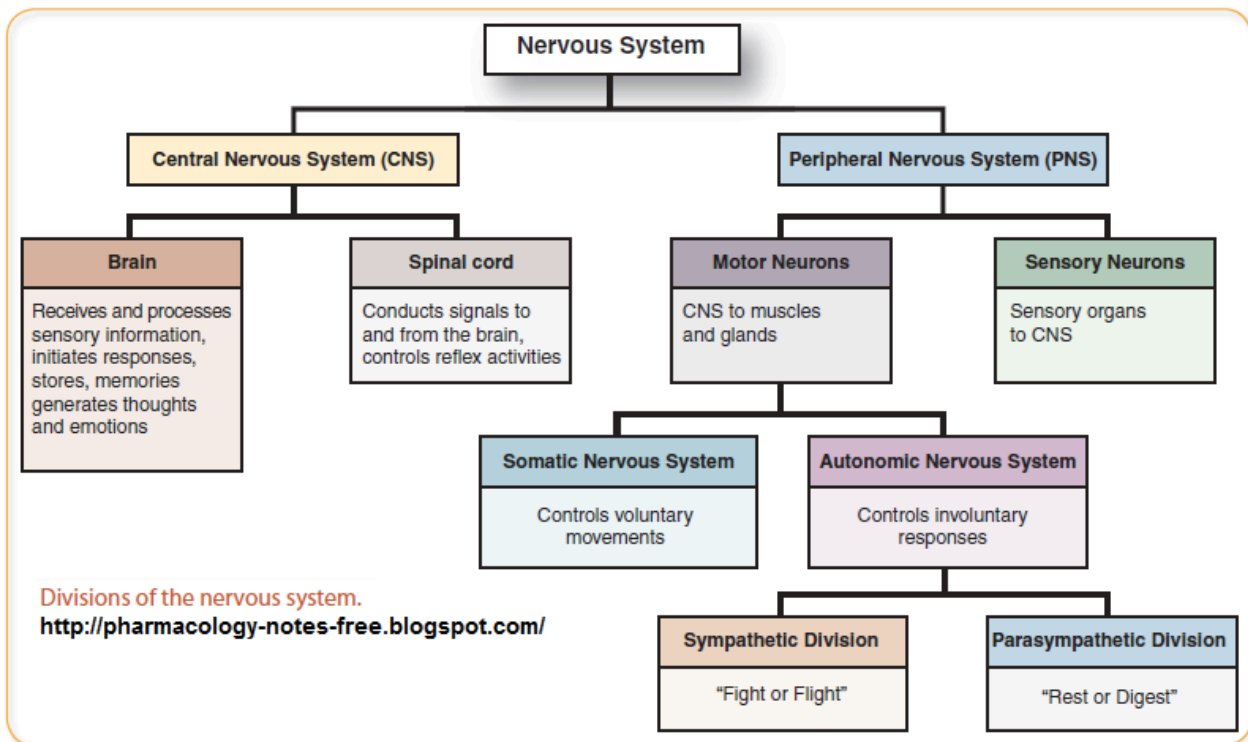 Nervous System
Central Nervous System (CNS)
Peripheral Nervous System (PNS)
Brain
Receives and processes
sensory information,
initiates responses,
stores, memories
generates thoughts
and emotions
Spinal cord
Conducts signals to
and from the brain,
controls reflex activities
Motor Neurons
CNS to muscles
and glands
Sensory Neurons
Sensory organs
to CNS
Somatic Nervous System
Controls voluntary
movements
Autonomic Nervous System
Controls involuntary
responses
Sympathetic Division
“Fight or Flight”
Parasympathetic Division
“Rest or Digest”
Divisions of the nervous system.
http://pharmacology-notes-free.blogspot.com/